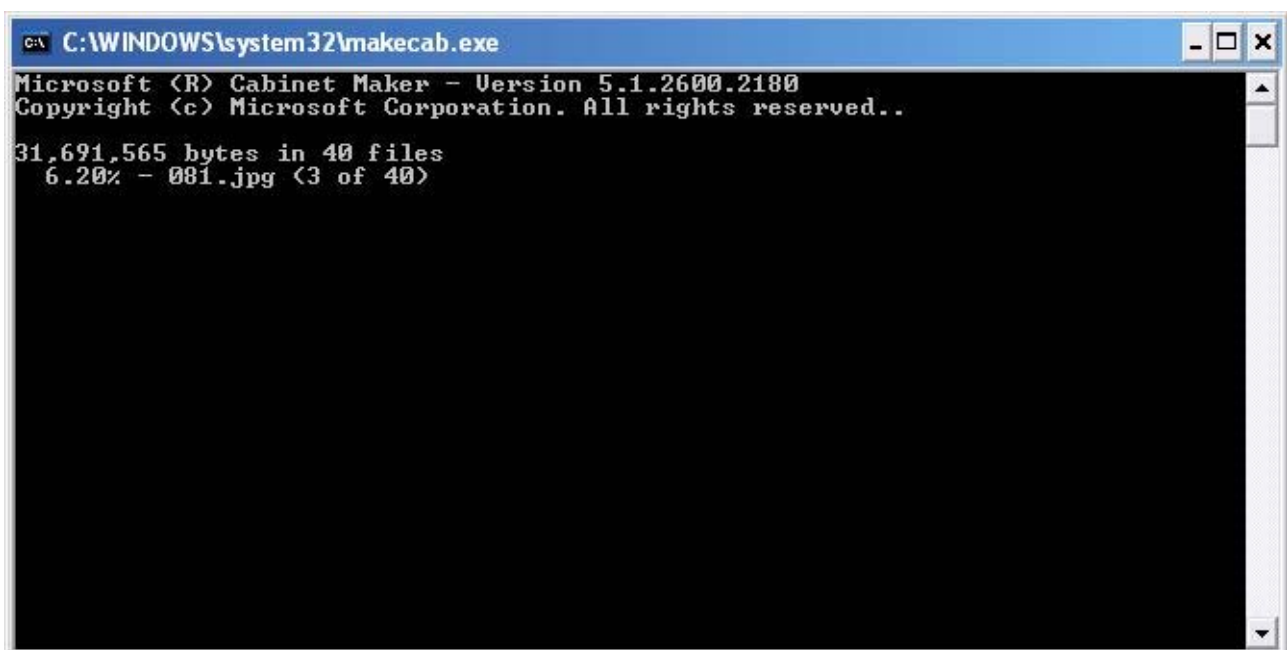 C:\WINDOWS\system32\makecab.exe
Microsoft (R) Cabinet Maker - Version 5.1.2600.2180
Copyright (c) Microsoft Corporation. All rights reserved..
31,691,565 bytes in 40 files
6.20% - 081.jpg (3 of 40)